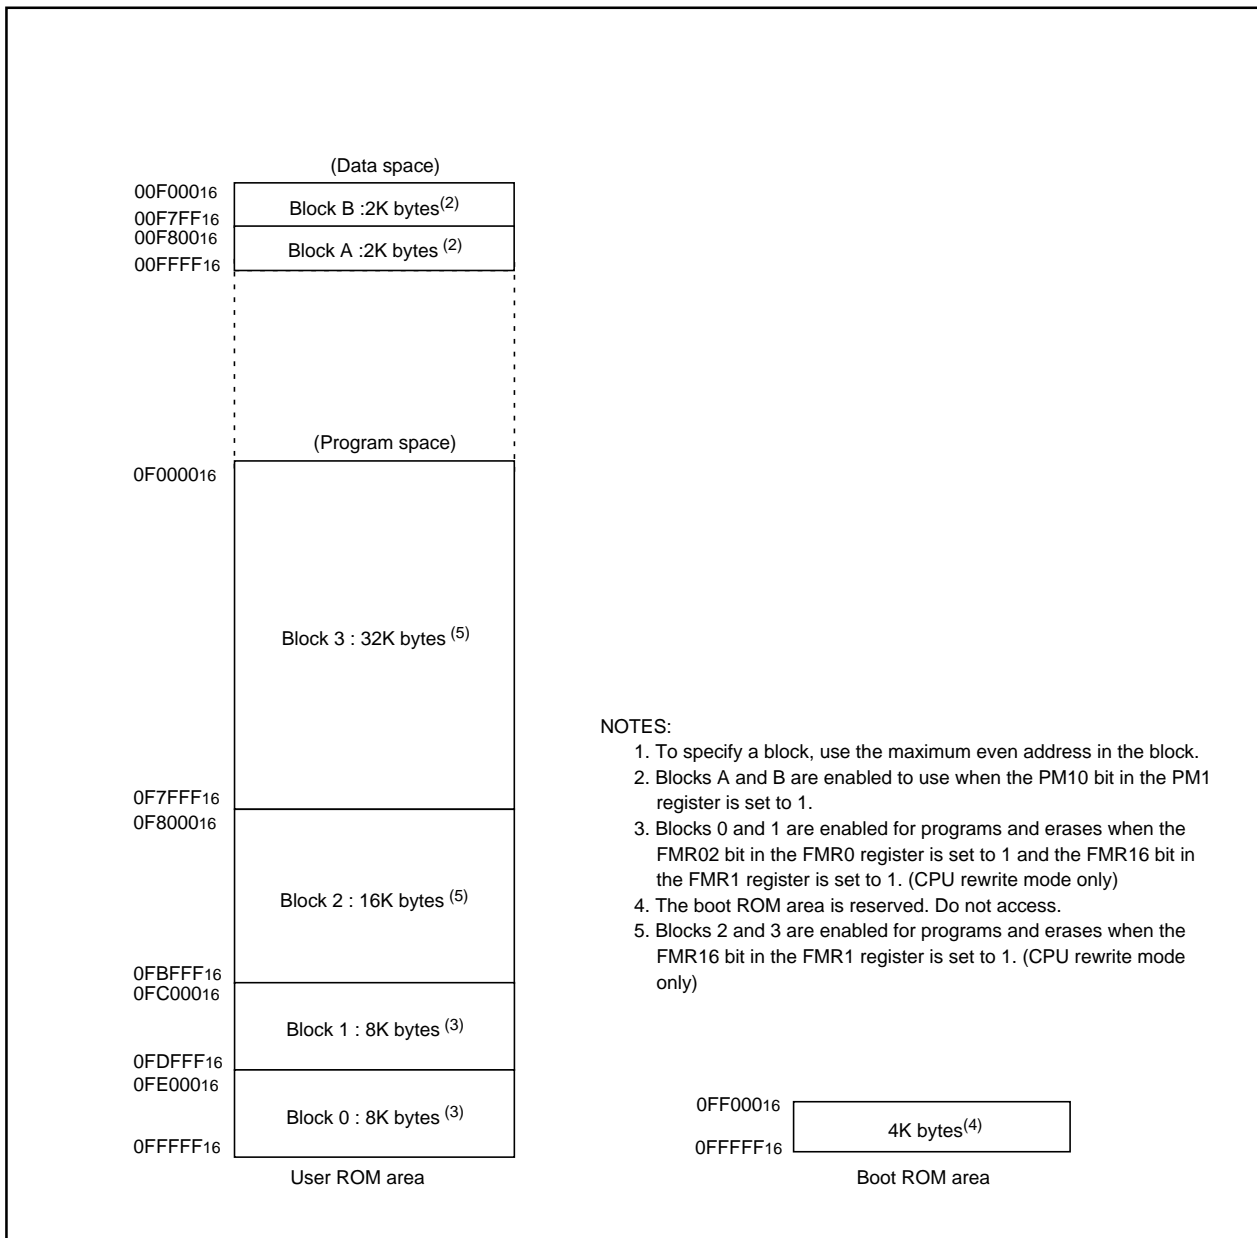 (Data space)
00F00016
Block B :2K bytes(2)
00F7FF16
00F80016
Block A :2K bytes (2)
00FFFF16
(Program space)
0F000016
Block 3 : 32K bytes (5)
0F7FFF16
0F800016
Block 2 : 16K bytes (5)
0FBFFF16
0FC00016
Block 1 : 8K bytes (3)
0FDFFF16
0FE00016
Block 0 : 8K bytes (3)
0FFFFF16
User ROM area
NOTES:
1. To specify a block, use the maximum even address in the block.
2. Blocks A and B are enabled to use when the PM10 bit in the PM1
register is set to 1.
3. Blocks 0 and 1 are enabled for programs and erases when the
FMR02 bit in the FMR0 register is set to 1 and the FMR16 bit in
the FMR1 register is set to 1. (CPU rewrite mode only)
4. The boot ROM area is reserved. Do not access.
5. Blocks 2 and 3 are enabled for programs and erases when the
FMR16 bit in the FMR1 register is set to 1. (CPU rewrite mode
only)
0FF00016
4K bytes(4)
0FFFFF16
Boot ROM area